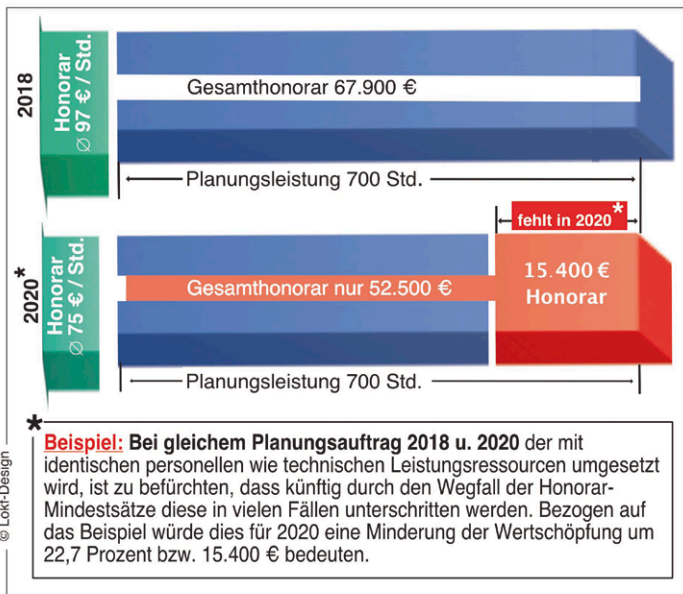 2018
Honorar
Ø 97 € / Std.
Gesamthonorar 67.900 €
Planungsleistung 700 Std.
fehlt in 2020*
2020*
Honorar
Ø 75 € / Std.
Gesamthonorar nur 52.500 €
15.400 €
Honorar
Planungsleistung 700 Std.
*
Beispiel: Bei gleichem Planungsauftrag 2018 u. 2020 der mit
identischen personellen wie technischen Leistungsressourcen umgesetzt
wird, ist zu befürchten, dass künftig durch den Wegfall der Honorar-
Mindestsätze diese in vielen Fällen unterschritten werden. Bezogen auf
das Beispiel würde dies für 2020 eine Minderung der Wertschöpfung um
22,7 Prozent bzw. 15.400 € bedeuten.
© Lokt-Design